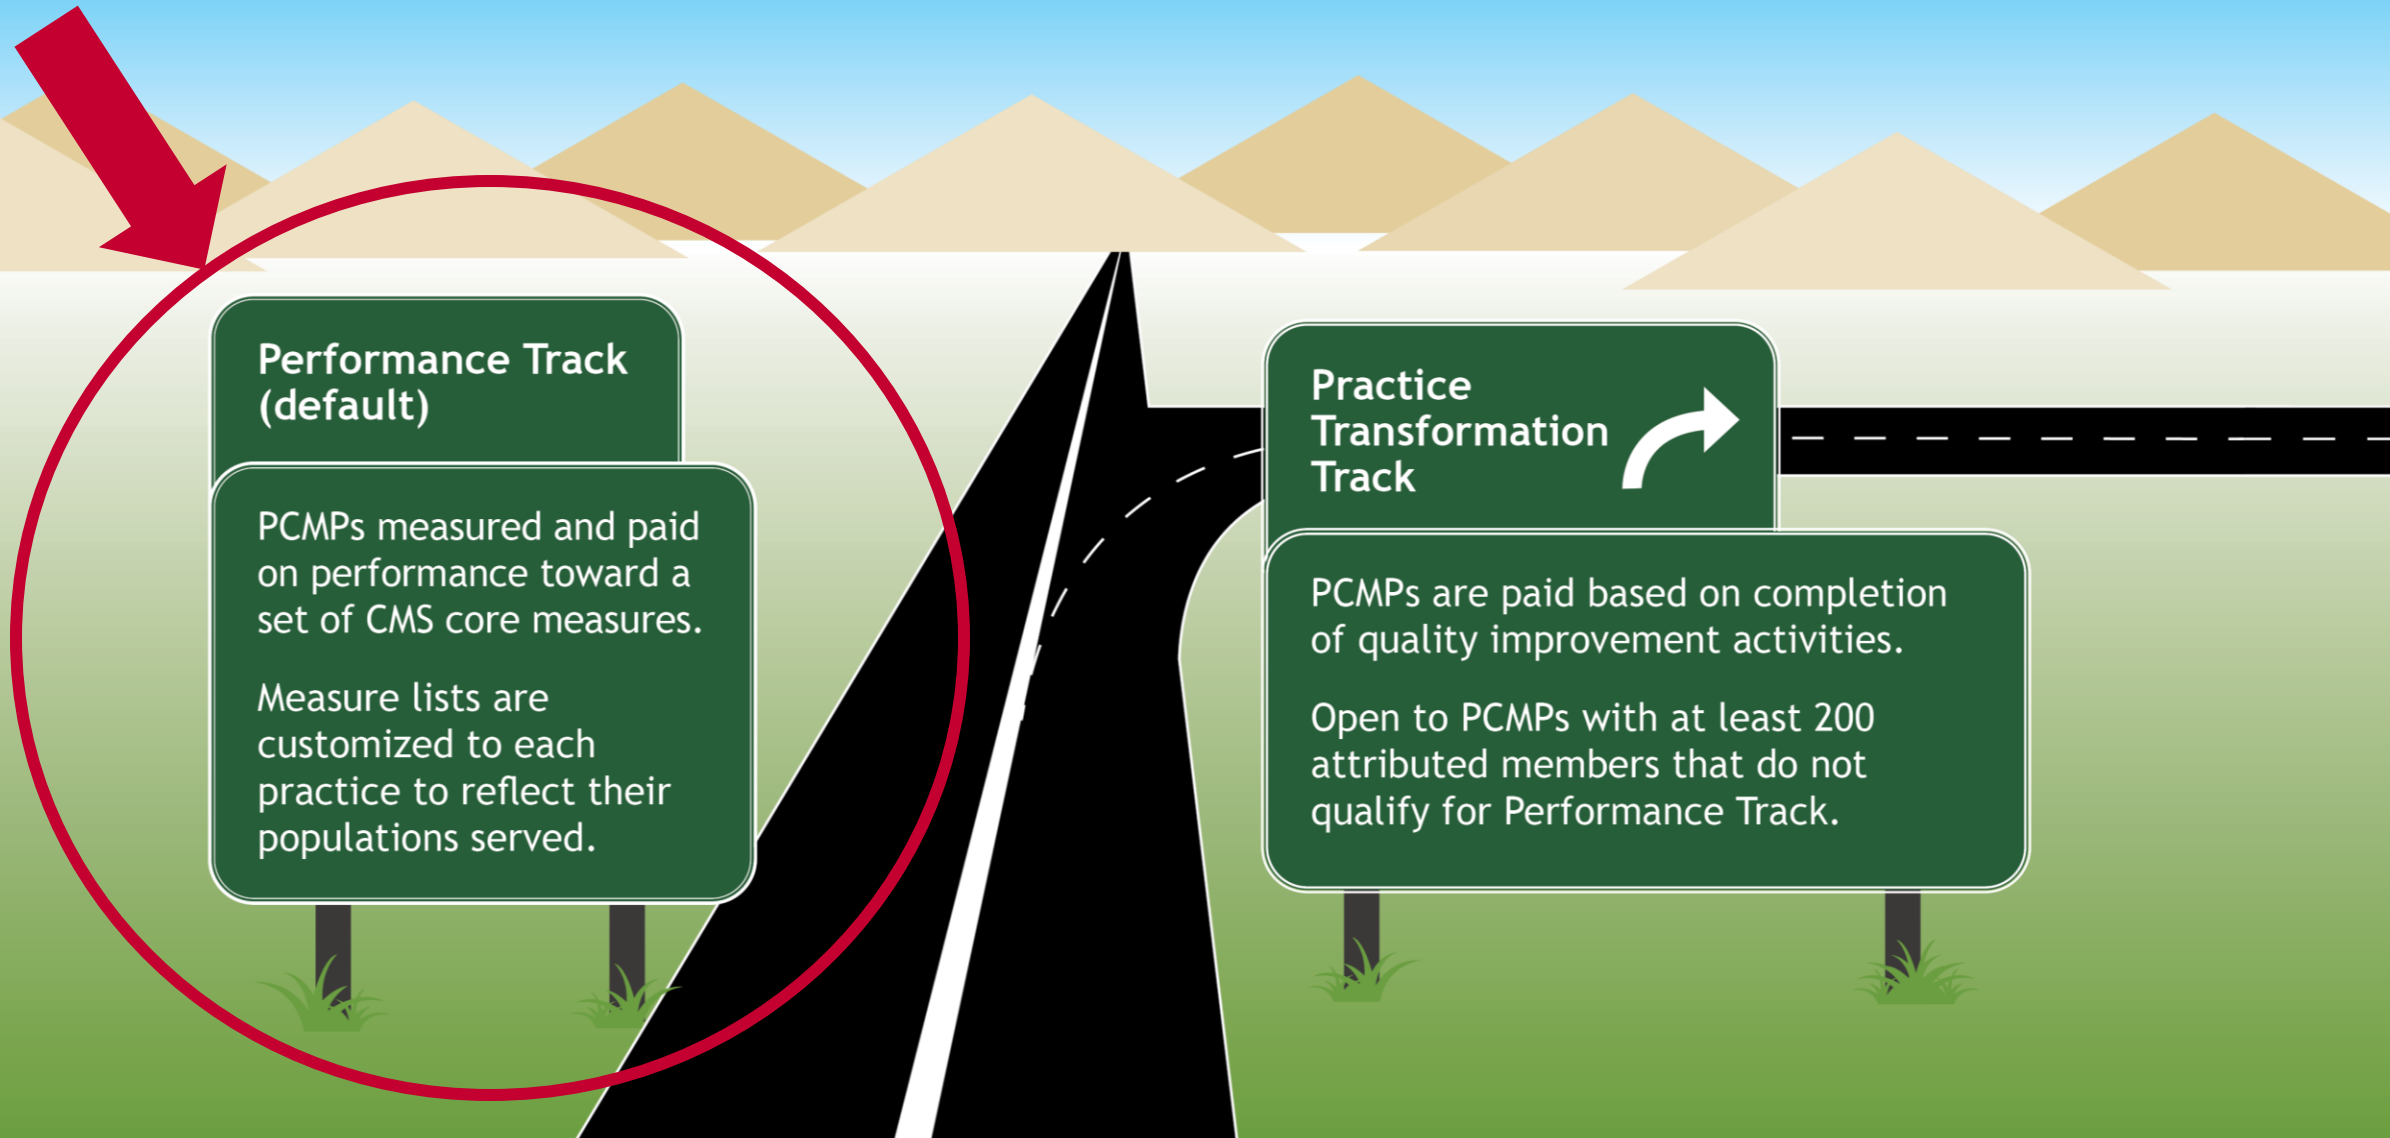 Performance Track
(default)
PCMPs measured and paid
on performance toward a
set of CMS core measures.
Measure lists are
customized to each
practice to reflect their
populations served.
Practice
Transformation
Track
PCMPs are paid based on completion
of quality improvement activities.
Open to PCMPs with at least 200
attributed members that do not
qualify for Performance Track.